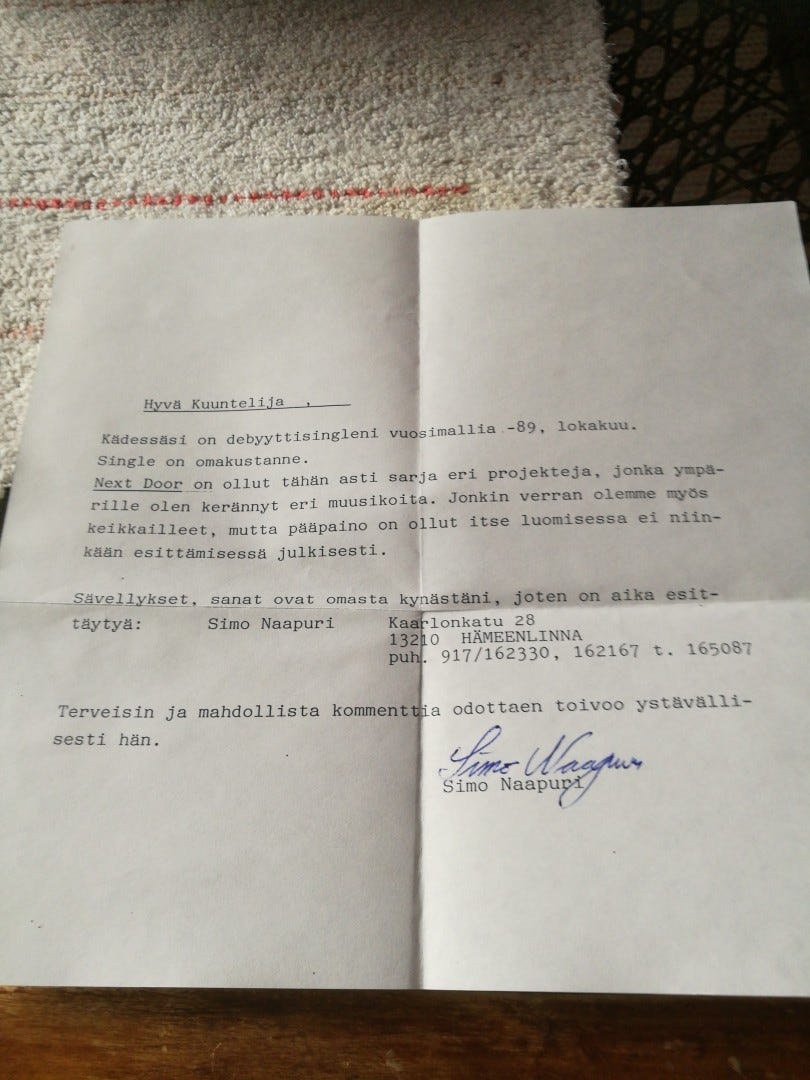 Hyvä Kuuntelija ,
Kädessäsi on debyyttisingleni vuosimallia -89, lokakuu.
Single on omakustanne.
Next Door on ollut tähän asti sarja eri projekteja, jonka ympä-
rille olen kerännyt eri muusikoita. Jonkin verran olemme myös
keikkailleet, mutta pääpaino on ollut itse luomisessa ei niin-
kään esittämisessä julkisesti.
Sävellykset, sanat ovat omasta kynästäni, joten on aika esit-
täytyä: Simo Naapuri Kaarlonkatu 28
13210 HÄMEENLINNA
puh. 917/162330, 162167 t. 165087
Terveisin ja mahdollista kommenttia odottaen toivoo ystävälli-
sesti hän.
Simo Naapuri
Simo Naapuri